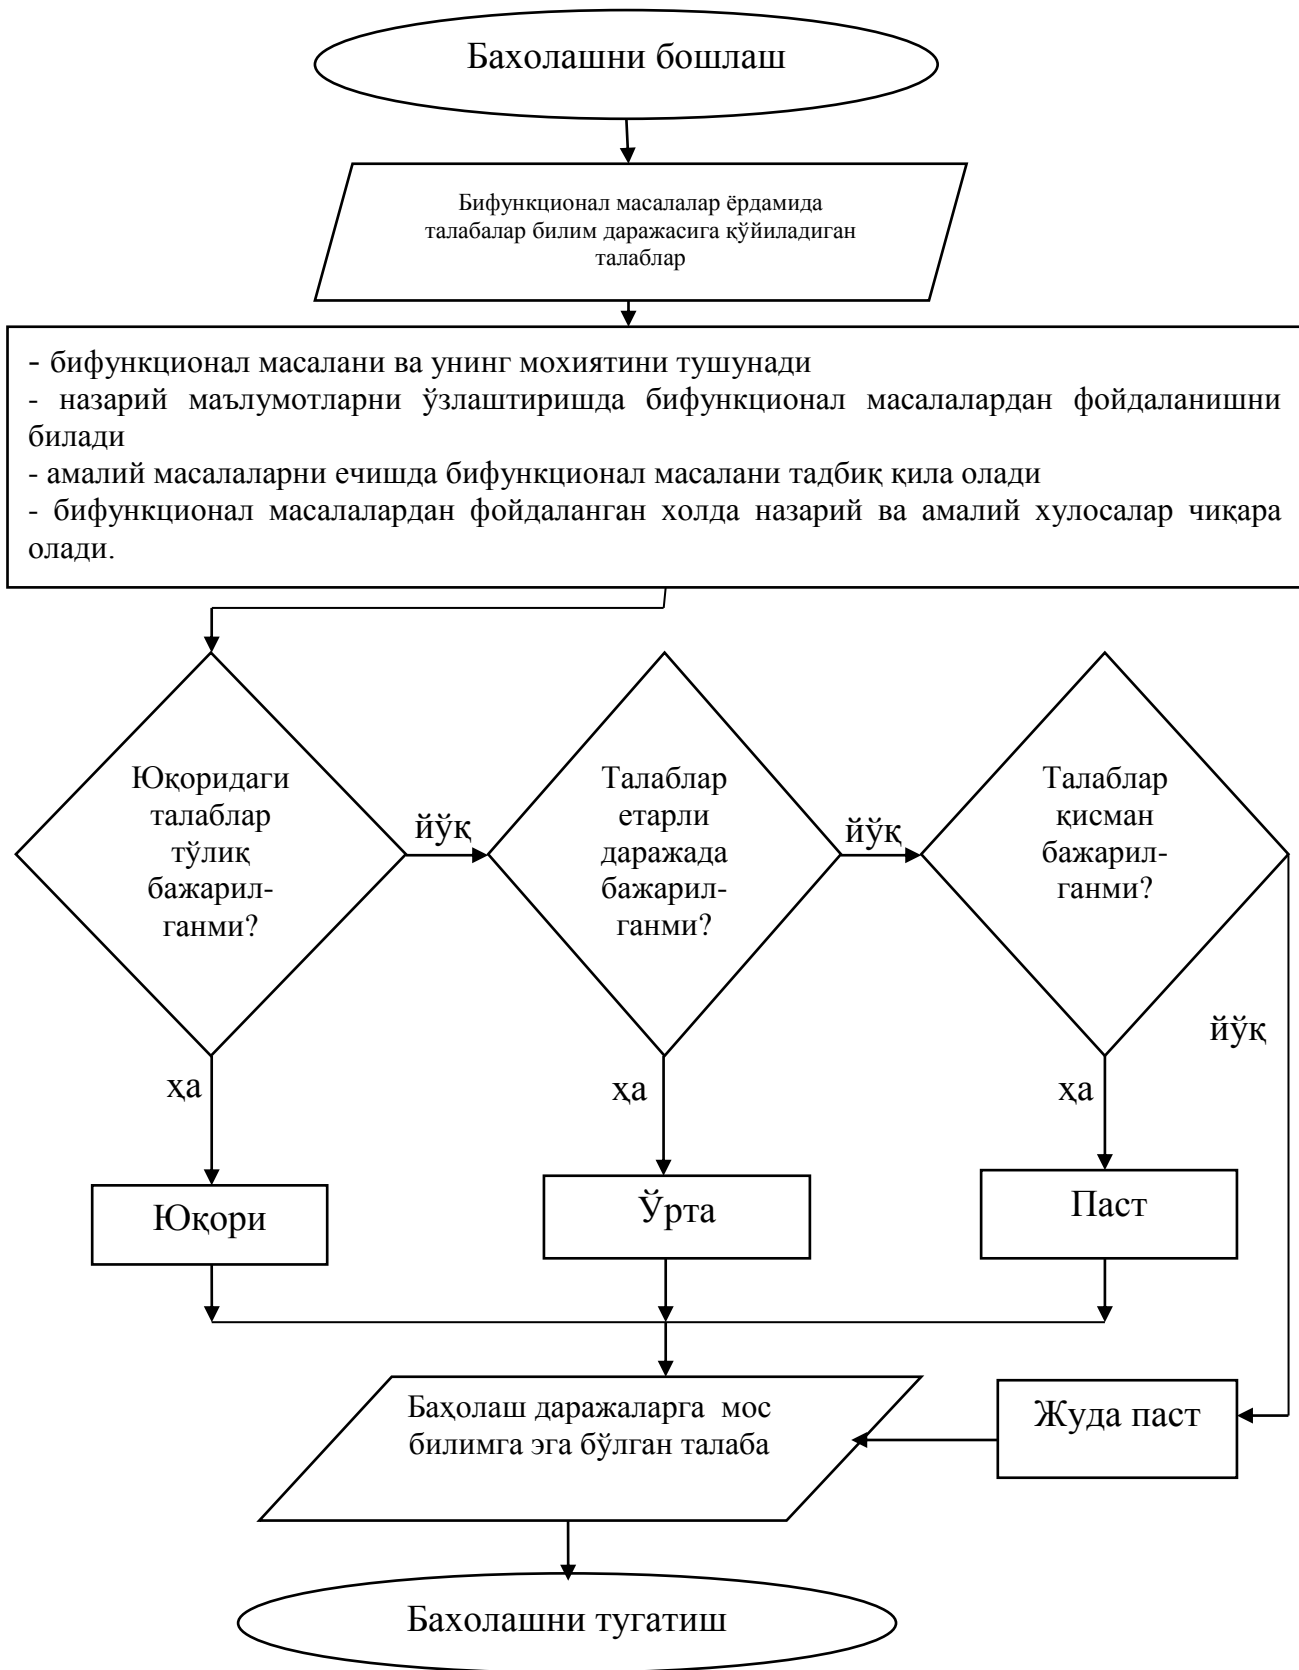 Бахолашни бошлаш
Бифункционал масалалар ёрдамида
талабалар билим даражасига қўйиладиган
талаблар
- бифункционал масалани ва унинг мохиятини тушунади
- назарий маълумотларни ўзлаштиришда бифункционал масалалардан фойдаланишни
билади
- амалий масалаларни ечишда бифункционал масалани тадбиқ қила олади
- бифункционал масалалардан фойдаланган холда назарий ва амалий хулосалар чиқара
олади.
Юқоридаги
талаблар
тўлиқ
бажарил-
ганми?
йўқ
Талаблар
етарли
даражада
бажарил-
ганми?
йўқ
Талаблар
қисман
бажарил-
ганми?
йўқ
ҳа
ҳа
ҳа
Юқори
Ўрта
Паст
Баҳолаш даражаларга мос
билимга эга бўлган талаба
Жуда паст
Бахолашни тугатиш